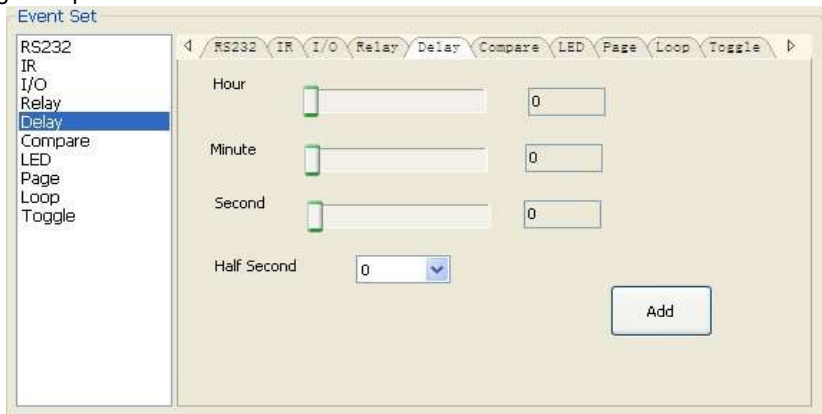 Event Set
RS232
IR
I/O
Relay
Delay
Compare
LED
Page
Loop
Toggle
RS232 IR I/O Relay Delay Compare LED Page Loop Toggle
Hour 0
Minute 0
Second 0
Half Second 0
Add